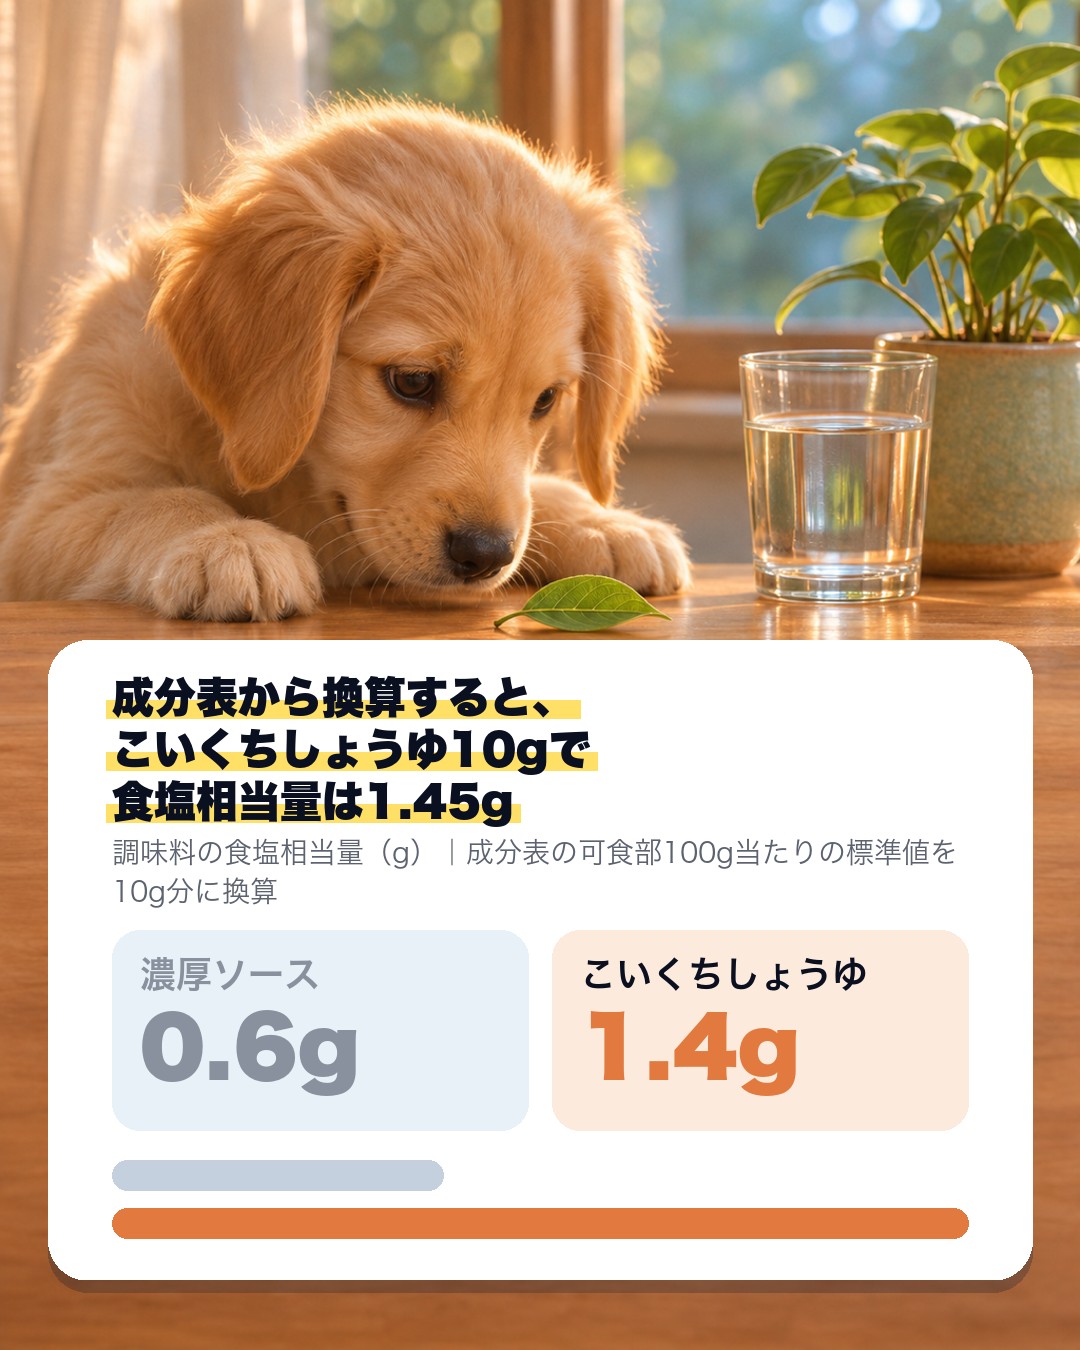 成分表から換算すると、
こいくちしょうゆ10gで
食塩相当量は1.45g
調味料の食塩相当量（g）｜成分表の可食部100g当たりの標準値を
10g分に換算
濃厚ソース
0.6g
こいくちしょうゆ
1.4g